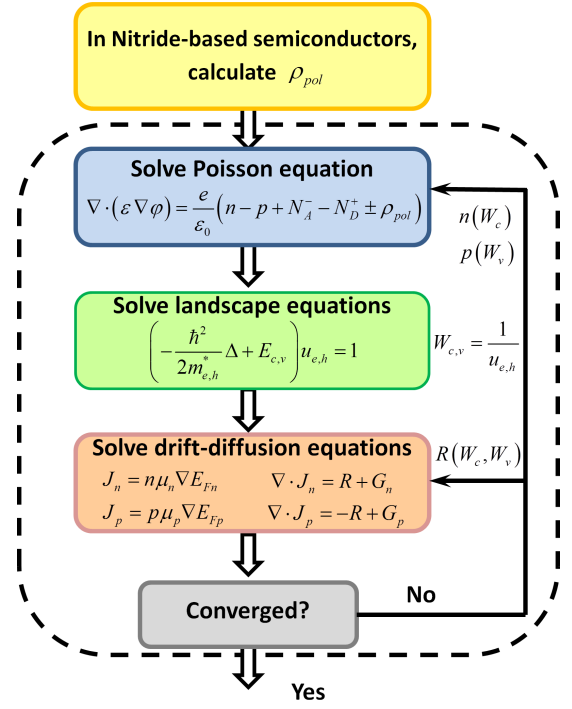 In Nitride-based semiconductors,
calculate ρ_pol
Solve Poisson equation
∇·(ε∇φ) = e/ε₀ (n − p + N_A⁻ − N_D⁺ ± ρ_pol)
n(W_c)
p(W_v)
Solve landscape equations
(−ℏ²/2m*_e,h Δ + E_c,v) u_e,h = 1
W_c,v = 1/u_e,h
Solve drift-diffusion equations
J_n = nμ_n∇E_Fn ∇·J_n = R + G_n
J_p = pμ_p∇E_Fp ∇·J_p = −R + G_p
R(W_c, W_v)
Converged?
No
Yes